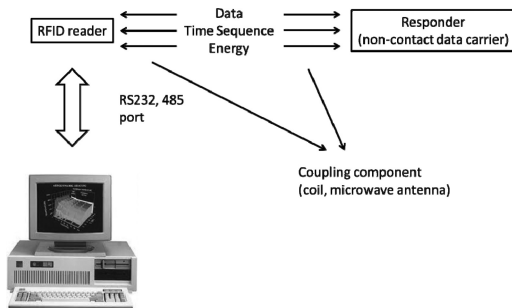 Data
Time Sequence
Energy
RFID reader
Responder
(non-contact data carrier)
RS232, 485
port
Coupling component
(coil, microwave antenna)